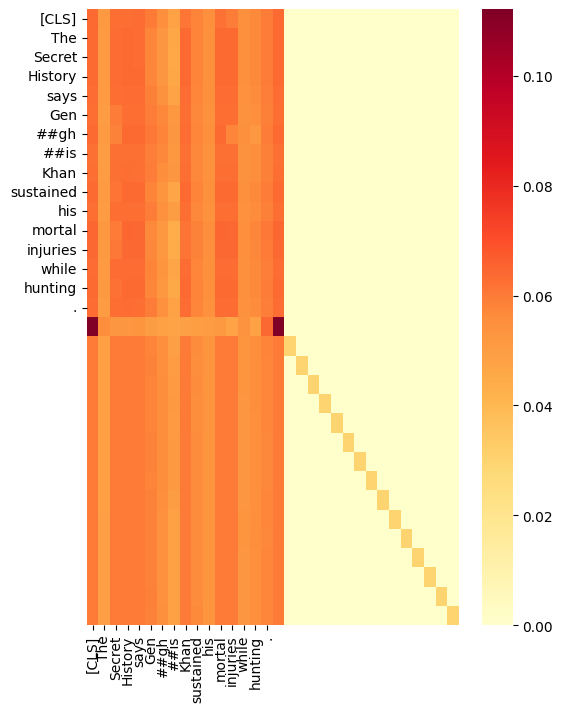 [CLS]
The
Secret
History
says
Gen
##gh
##is
Khan
sustained
his
mortal
injuries
while
hunting
.
0.10
0.08
0.06
0.04
0.02
0.00
[CLS]
The
Secret
History
says
Gen
##gh
##is
Khan
sustained
his
mortal
injuries
while
hunting
.